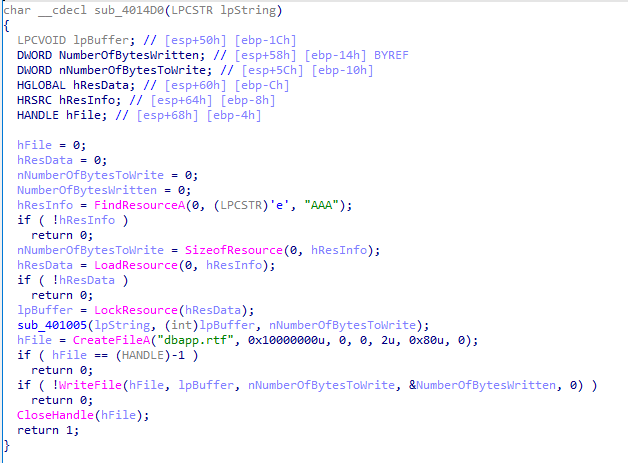 char __cdecl sub_4014D0(LPCSTR lpString)
{
  LPCVOID lpBuffer; // [esp+50h] [ebp-1Ch]
  DWORD NumberOfBytesWritten; // [esp+58h] [ebp-14h] BYREF
  DWORD nNumberOfBytesToWrite; // [esp+5Ch] [ebp-10h]
  HGLOBAL hResData; // [esp+60h] [ebp-Ch]
  HRSRC hResInfo; // [esp+64h] [ebp-8h]
  HANDLE hFile; // [esp+68h] [ebp-4h]

  hFile = 0;
  hResData = 0;
  nNumberOfBytesToWrite = 0;
  NumberOfBytesWritten = 0;
  hResInfo = FindResourceA(0, (LPCSTR)'e', "AAA");
  if ( !hResInfo )
    return 0;
  nNumberOfBytesToWrite = SizeofResource(0, hResInfo);
  hResData = LoadResource(0, hResInfo);
  if ( !hResData )
    return 0;
  lpBuffer = LockResource(hResData);
  sub_401005(lpString, (int)lpBuffer, nNumberOfBytesToWrite);
  hFile = CreateFileA("dbapp.rtf", 0x10000000u, 0, 0, 2u, 0x80u, 0);
  if ( hFile == (HANDLE)-1 )
    return 0;
  if ( !WriteFile(hFile, lpBuffer, nNumberOfBytesToWrite, &NumberOfBytesWritten, 0) )
    return 0;
  CloseHandle(hFile);
  return 1;
}